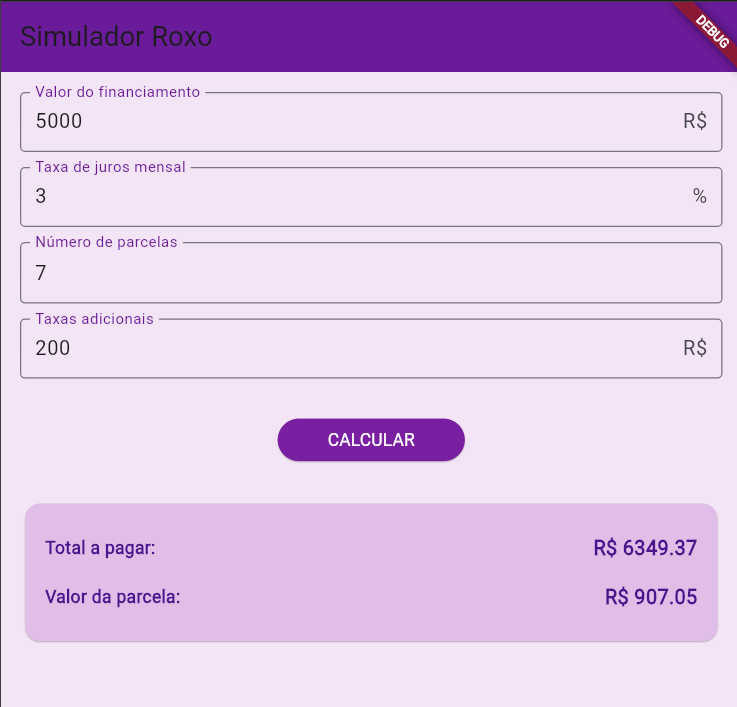 Simulador Roxo
DEBUG
Valor do financiamento
5000 R$
Taxa de juros mensal
3 %
Número de parcelas
7
Taxas adicionais
200 R$
CALCULAR
Total a pagar: R$ 6349.37
Valor da parcela: R$ 907.05